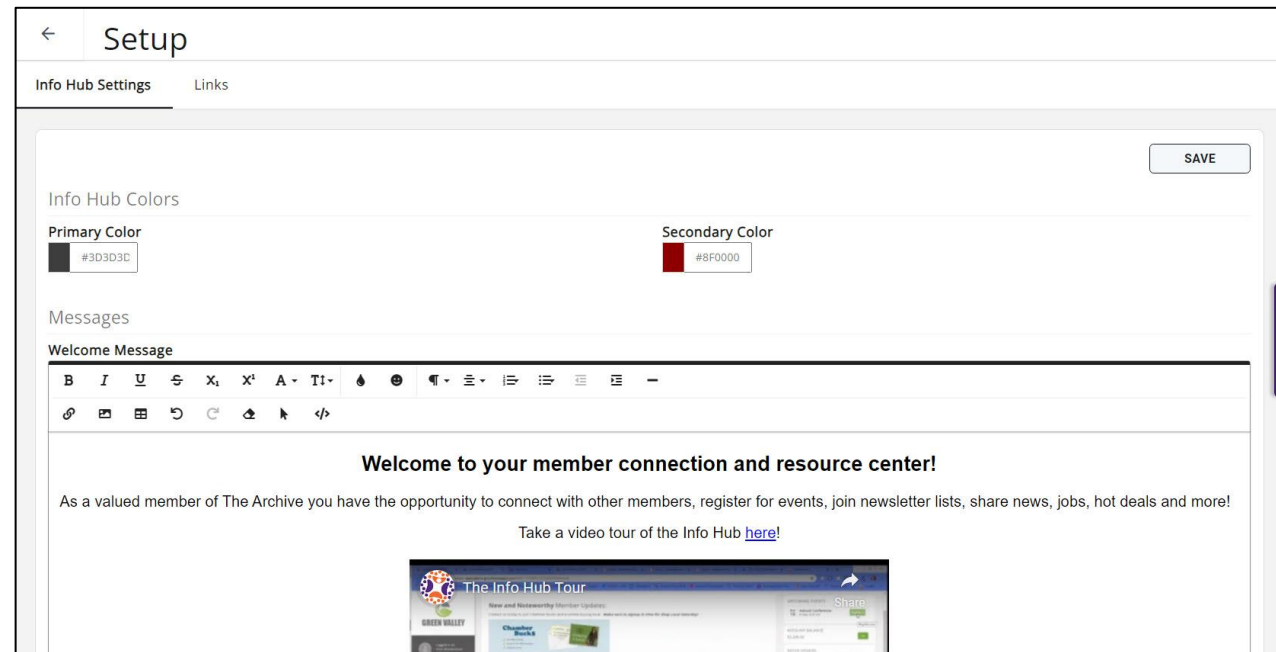 Setup
Info Hub Settings Links
SAVE
Info Hub Colors
Primary Color Secondary Color
#3D3D3D #8F0000
Messages
Welcome Message
Welcome to your member connection and resource center!
As a valued member of The Archive you have the opportunity to connect with other members, register for events, join newsletter lists, share news, jobs, hot deals and more!
Take a video tour of the Info Hub here!
The Info Hub Tour
Share
New and Noteworthy Member Updates
GREEN VALLEY
Chamber
Bucks